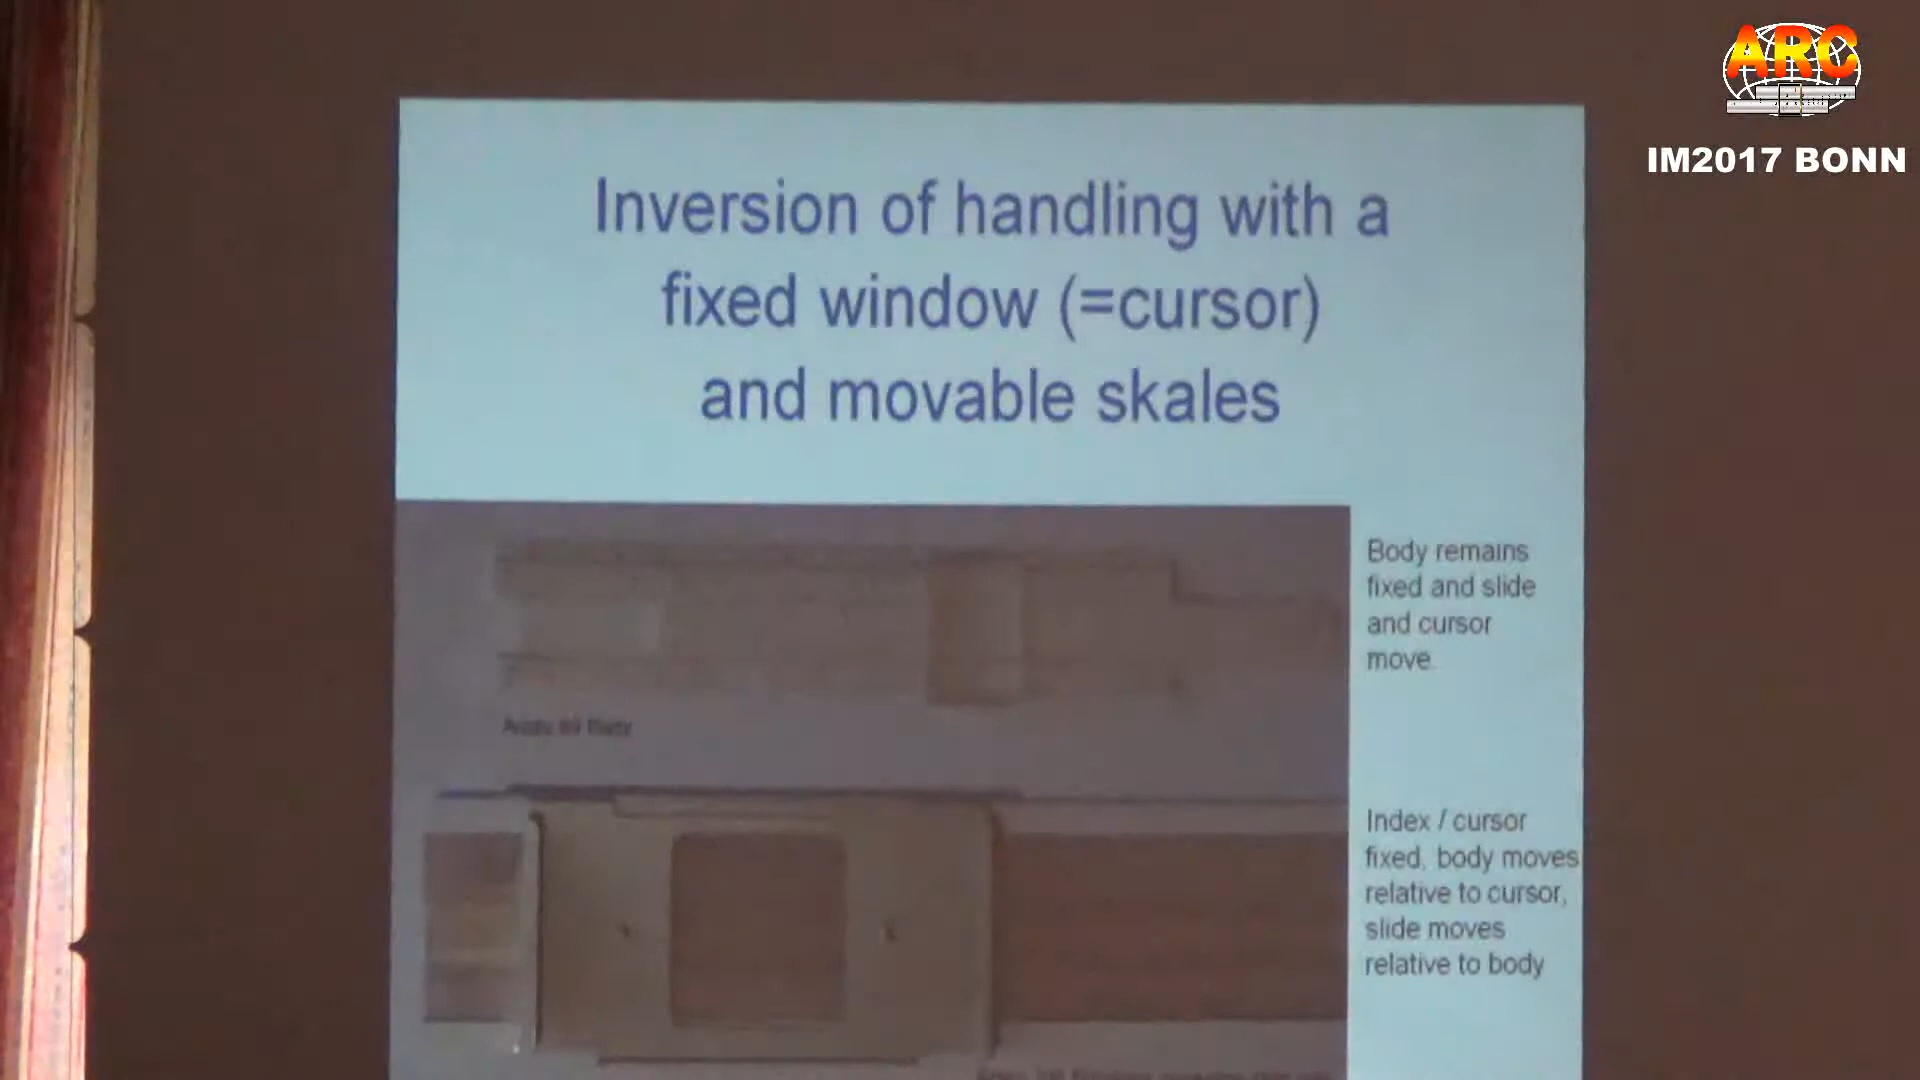 ARC
IM2017 BONN
Inversion of handling with a
fixed window (=cursor)
and movable skales
Body remains
fixed and slide
and cursor
move.
Index / cursor
fixed, body moves
relative to cursor,
slide moves
relative to body